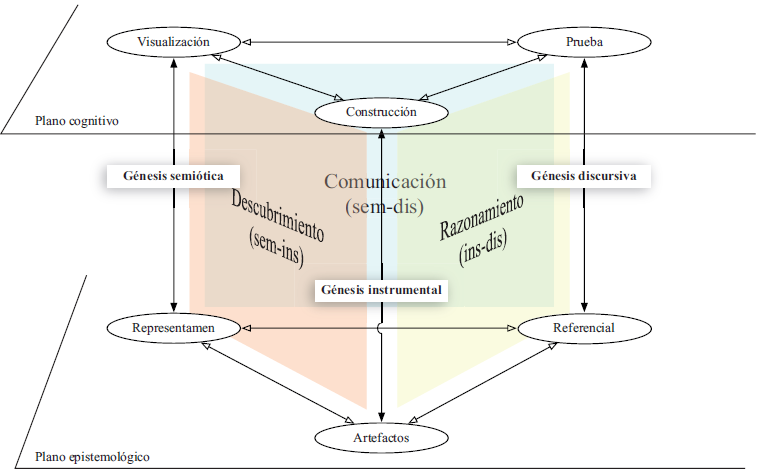 Visualización
Prueba
Construcción
Plano cognitivo
Génesis semiótica
Génesis discursiva
Comunicación
(sem-dis)
Descubrimiento
(sem-ins)
Razonamiento
(ins-dis)
Génesis instrumental
Representamen
Referencial
Artefactos
Plano epistemológico